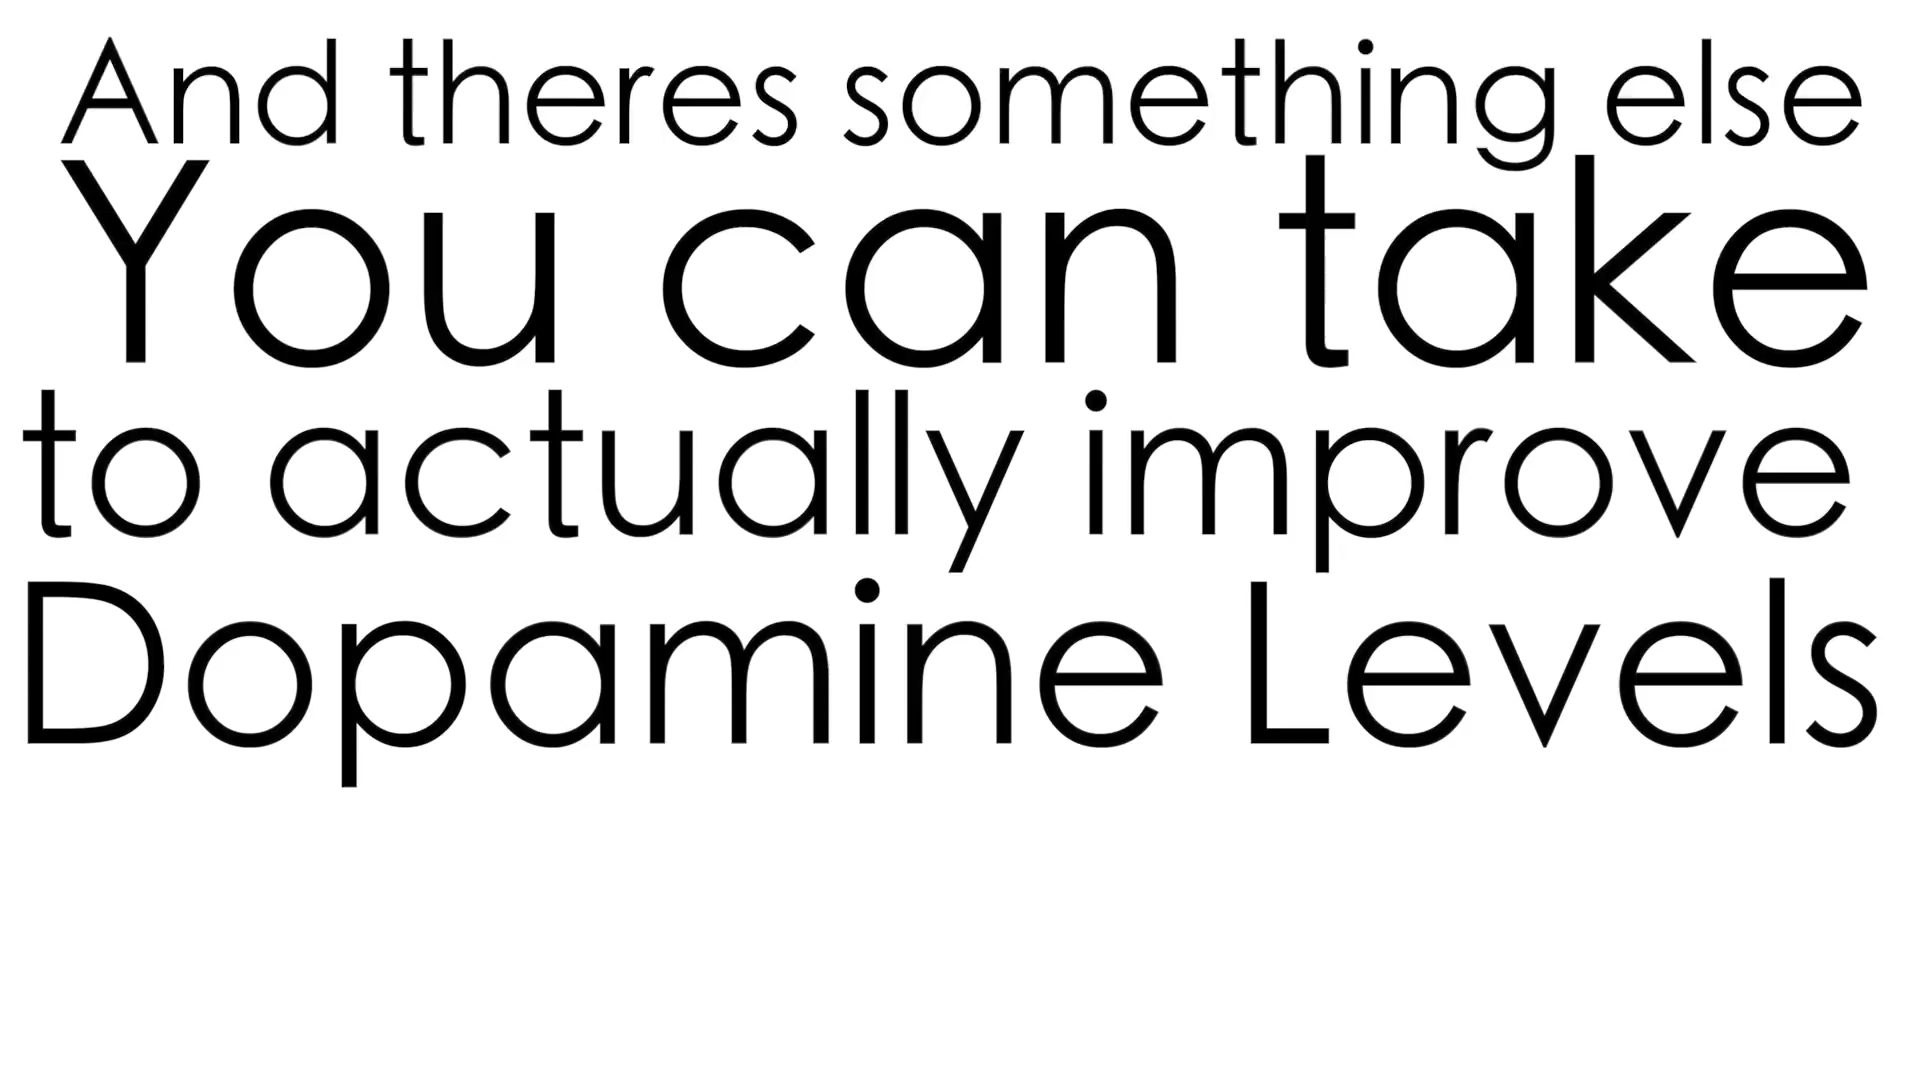 And theres something else
You can take
to actually improve
Dopamine Levels